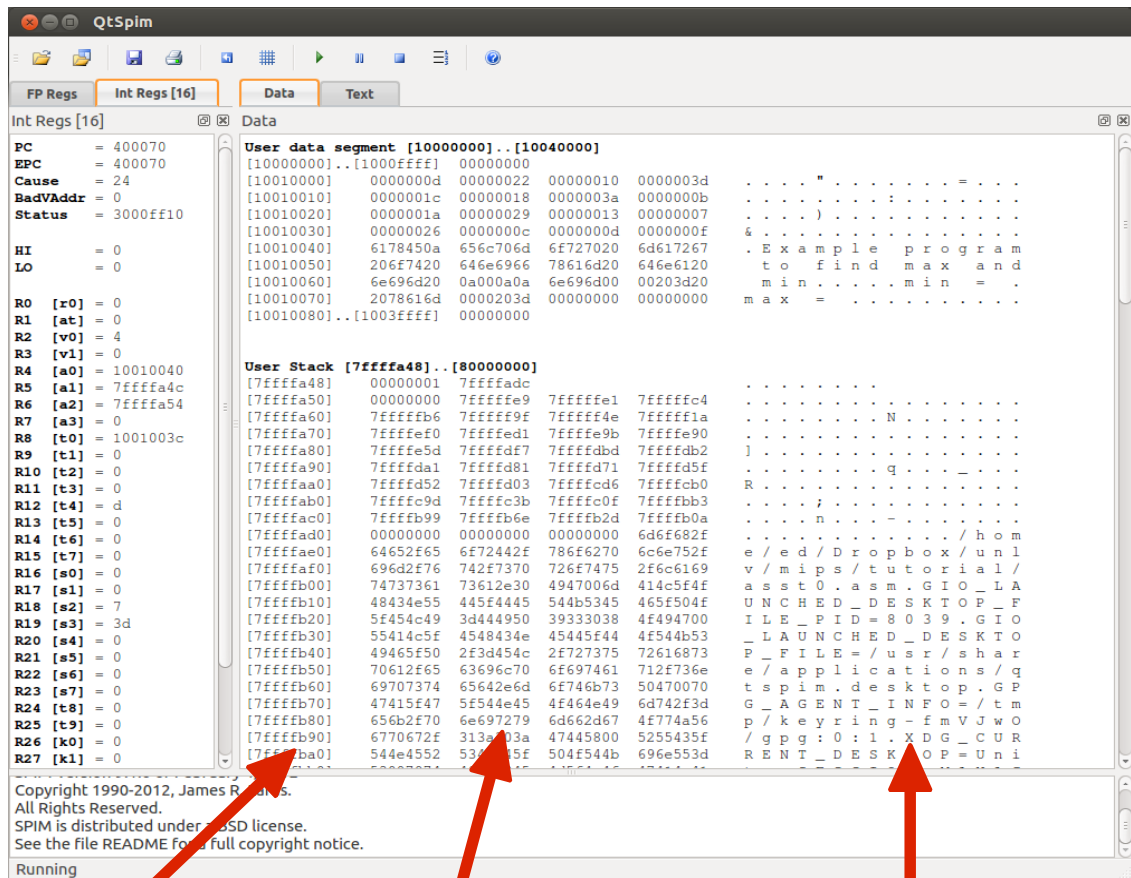 QtSpim
FP Regs
Int Regs [16]
Data
Text
Int Regs [16]
PC = 400070
EPC = 400070
Cause = 24
BadVAddr = 0
Status = 3000ff10
HI = 0
LO = 0
R0 [r0] = 0
R1 [at] = 0
R2 [v0] = 4
R3 [v1] = 0
R4 [a0] = 10010040
R5 [a1] = 7ffffa4c
R6 [a2] = 7ffffa54
R7 [a3] = 0
R8 [t0] = 1001003c
R9 [t1] = 0
R10 [t2] = 0
R11 [t3] = 0
R12 [t4] = d
R13 [t5] = 0
R14 [t6] = 0
R15 [t7] = 0
R16 [s0] = 0
R17 [s1] = 0
R18 [s2] = 7
R19 [s3] = 3d
R20 [s4] = 0
R21 [s5] = 0
R22 [s6] = 0
R23 [s7] = 0
R24 [t8] = 0
R25 [t9] = 0
R26 [k0] = 0
R27 [k1] = 0
Data
User data segment [10000000]..[10040000]
[10000000]..[1000ffff] 00000000
[10010000] 0000000d 00000022 00000010 0000003d . . . . " . . . . . . . = . . .
[10010010] 0000001c 00000018 0000003a 0000000b . . . . . . . . : . . . . . . .
[10010020] 0000001a 00000029 00000013 00000007 . . . . ) . . . . . . . . . . .
[10010030] 00000026 0000000c 0000000d 0000000f & . . . . . . . . . . . . . . .
[10010040] 6178450a 656c706d 6f727020 6d617267 . E x a m p l e   p r o g r a m
[10010050] 206f7420 646e6966 78616d20 646e6120 t o   f i n d   m a x   a n d
[10010060] 6e696d20 0a000a0a 6e696d00 00203d20 m i n . . . . . m i n   =   .
[10010070] 2078616d 0000203d 00000000 00000000 m a x   =   . . . . . . . . . .
[10010080]..[1003ffff] 00000000
User Stack [7ffffa48]..[80000000]
[7ffffa48] 00000001 7ffffadc . . . . . . . .
[7ffffa50] 00000000 7fffffe9 7fffffe1 7fffffc4 . . . . . . . . . . . . . . . .
[7ffffa60] 7fffffb6 7fffff9f 7fffff4e 7fffff1a . . . . . . . . N . . . . . . .
[7ffffa70] 7ffffef0 7ffffed1 7ffffe9b 7ffffe90 . . . . . . . . . . . . . . . .
[7ffffa80] 7ffffe5d 7ffffdf7 7ffffdbd 7ffffdb2 ] . . . . . . . . . . . . . . .
[7ffffa90] 7ffffda1 7ffffd81 7ffffd71 7ffffd5f . . . . . . . . q . . . _ . . .
[7ffffaa0] 7ffffd52 7ffffd03 7ffffcd6 7ffffcb0 R . . . . . . . . . . . . . . .
[7ffffab0] 7ffffc9d 7ffffc3b 7ffffc0f 7ffffbb3 . . . . ; . . . . . . . . . . .
[7ffffac0] 7ffffb99 7ffffb6e 7ffffb2d 7ffffb0a . . . . n . . . - . . . . . . .
[7ffffad0] 00000000 00000000 00000000 6d6f682f . . . . . . . . . . . . / h o m
[7ffffae0] 64652f65 6f72442f 786f6270 6c6e752f e / e d / D r o p b o x / u n l
[7ffffaf0] 696d2f76 742f7370 726f7475 2f6c6169 v / m i p s / t u t o r i a l /
[7ffffb00] 74737361 73612e30 4947006d 414c5f4f a s s t 0 . a s m . G I O _ L A
[7ffffb10] 48434e55 445f4445 544b5345 465f504f U N C H E D _ D E S K T O P _ F
[7ffffb20] 5f454c49 3d444950 39333038 4f494700 I L E _ P I D = 8 0 3 9 . G I O
[7ffffb30] 55414c5f 4548434e 45445f44 4f544b53 _ L A U N C H E D _ D E S K T O
[7ffffb40] 49465f50 2f3d454c 2f727375 72616873 P _ F I L E = / u s r / s h a r
[7ffffb50] 70612f65 63696c70 6f697461 712f736e e / a p p l i c a t i o n s / q
[7ffffb60] 69707374 65642e6d 6f746b73 50470070 t s p i m . d e s k t o p . G P
[7ffffb70] 47415f47 5f544e45 4f464e49 6d742f3d G _ A G E N T _ I N F O = / t m
[7ffffb80] 656b2f70 6e697279 6d662d67 4f774a56 p / k e y r i n g - f m V J w O
[7ffffb90] 6770672f 47445800 5255435f / g p g : 0 : 1 . X D G _ C U R
544e4552 504f544b 696e553d R E N T _ D E S K O P = U n i
Copyright 1990-2012, James R.
All Rights Reserved.
SPIM is distributed under a BSD license.
See the file README for a full copyright notice.
Running